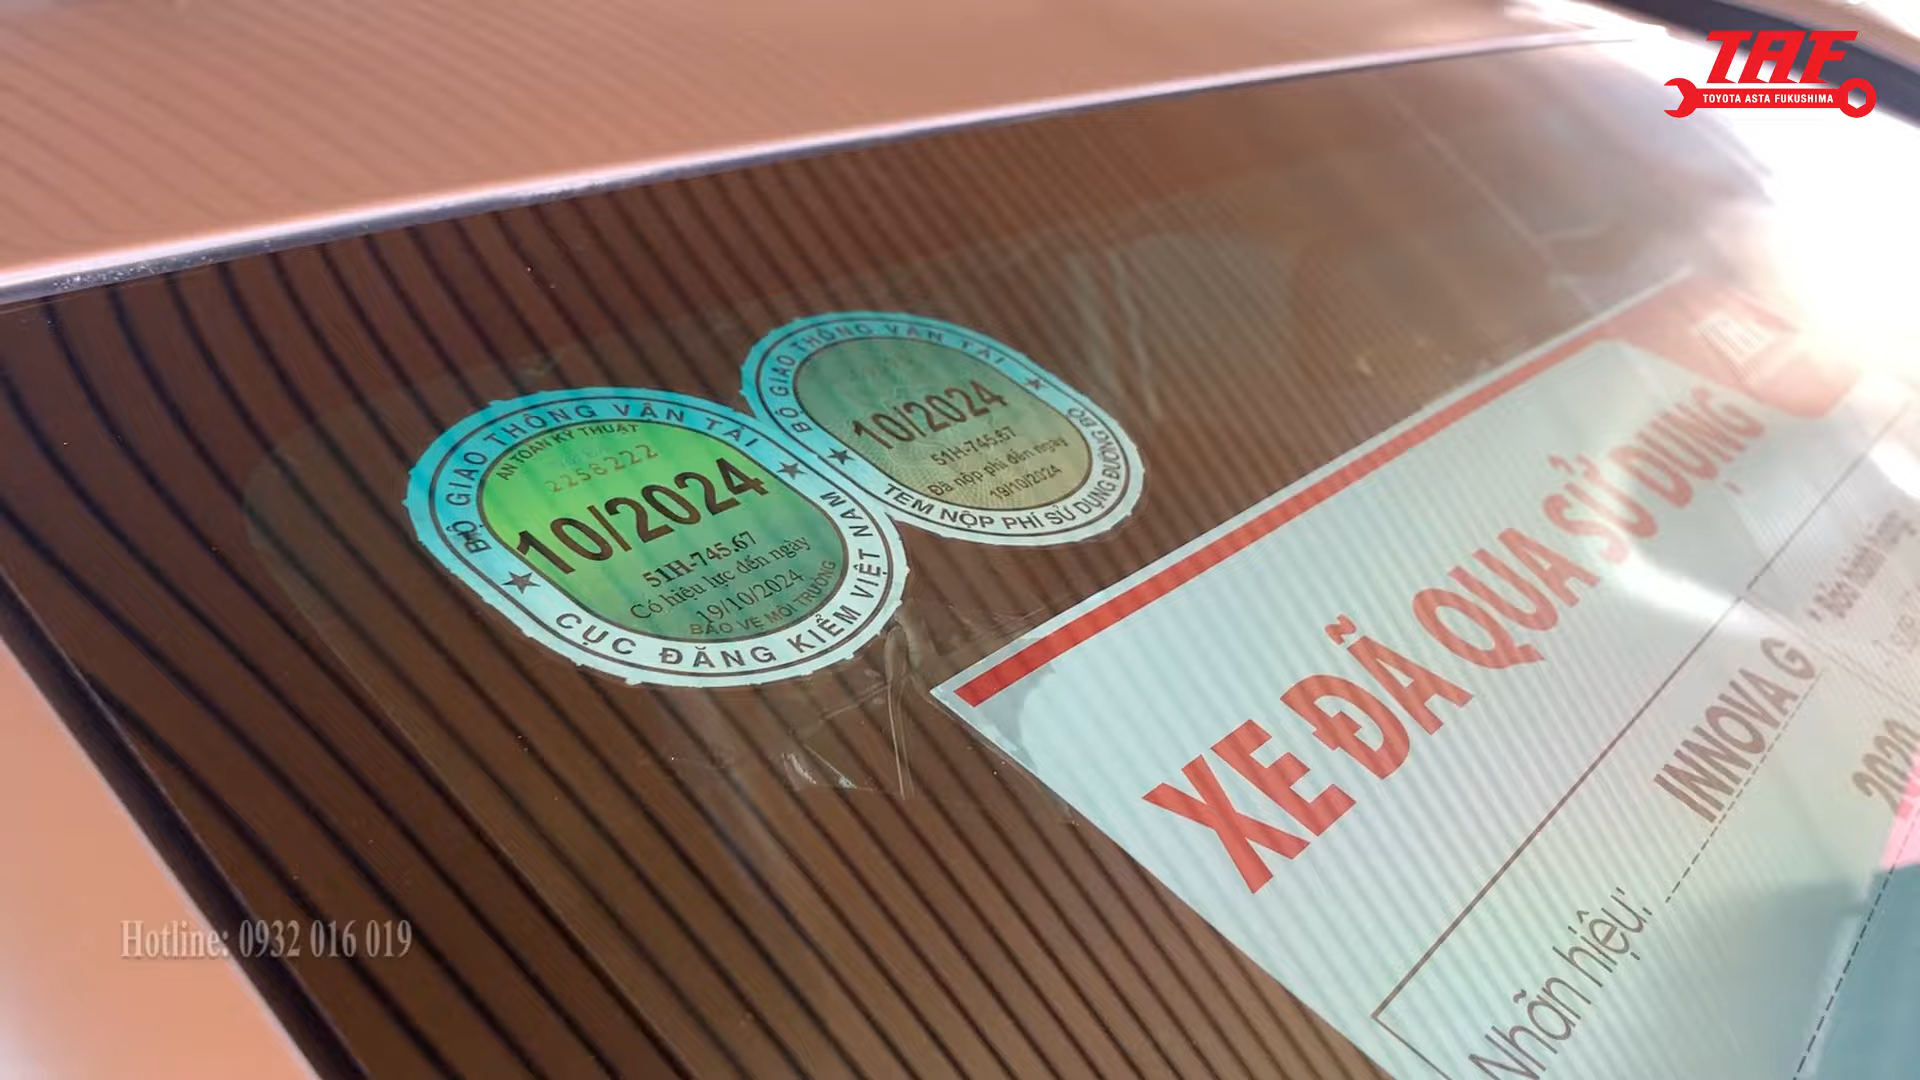 TAF
TOYOTA ASTA FUKUSHIMA
BỘ GIAO THÔNG VẬN TẢI
10/2024
51H-745.67
Đã nộp phí đến ngày
19/10/2024
TEM NỘP PHÍ SỬ DỤNG ĐƯỜNG BỘ
BỘ GIAO THÔNG VẬN TẢI
AN TOÀN KỸ THUẬT
2258222
10/2024
51H-745.67
Có hiệu lực đến ngày
19/10/2024
BẢO VỆ MÔI TRƯỜNG
CỤC ĐĂNG KIỂM VIỆT NAM
XE ĐÃ QUA SỬ DỤNG
Nhãn hiệu: INNOVA G
2020
Hotline: 0932 016 019